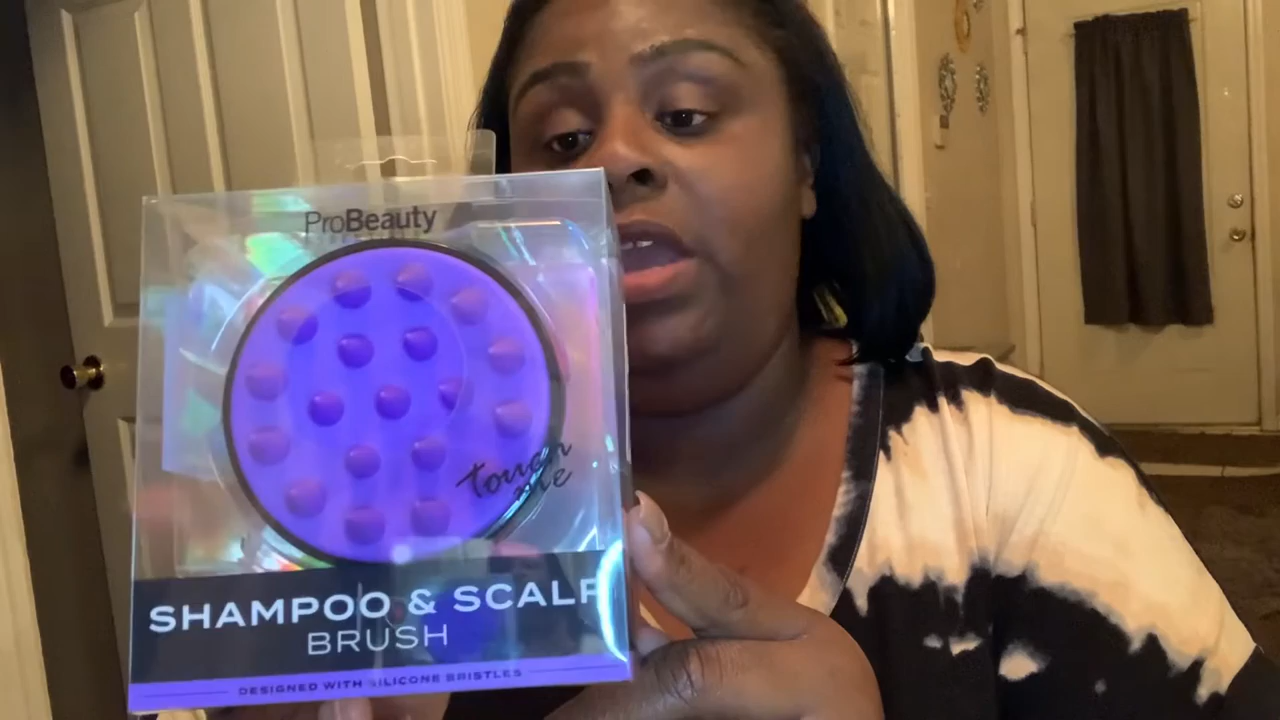 ProBeauty
touch
me
SHAMPOO & SCALP
BRUSH
DESIGNED WITH SILICONE BRISTLES